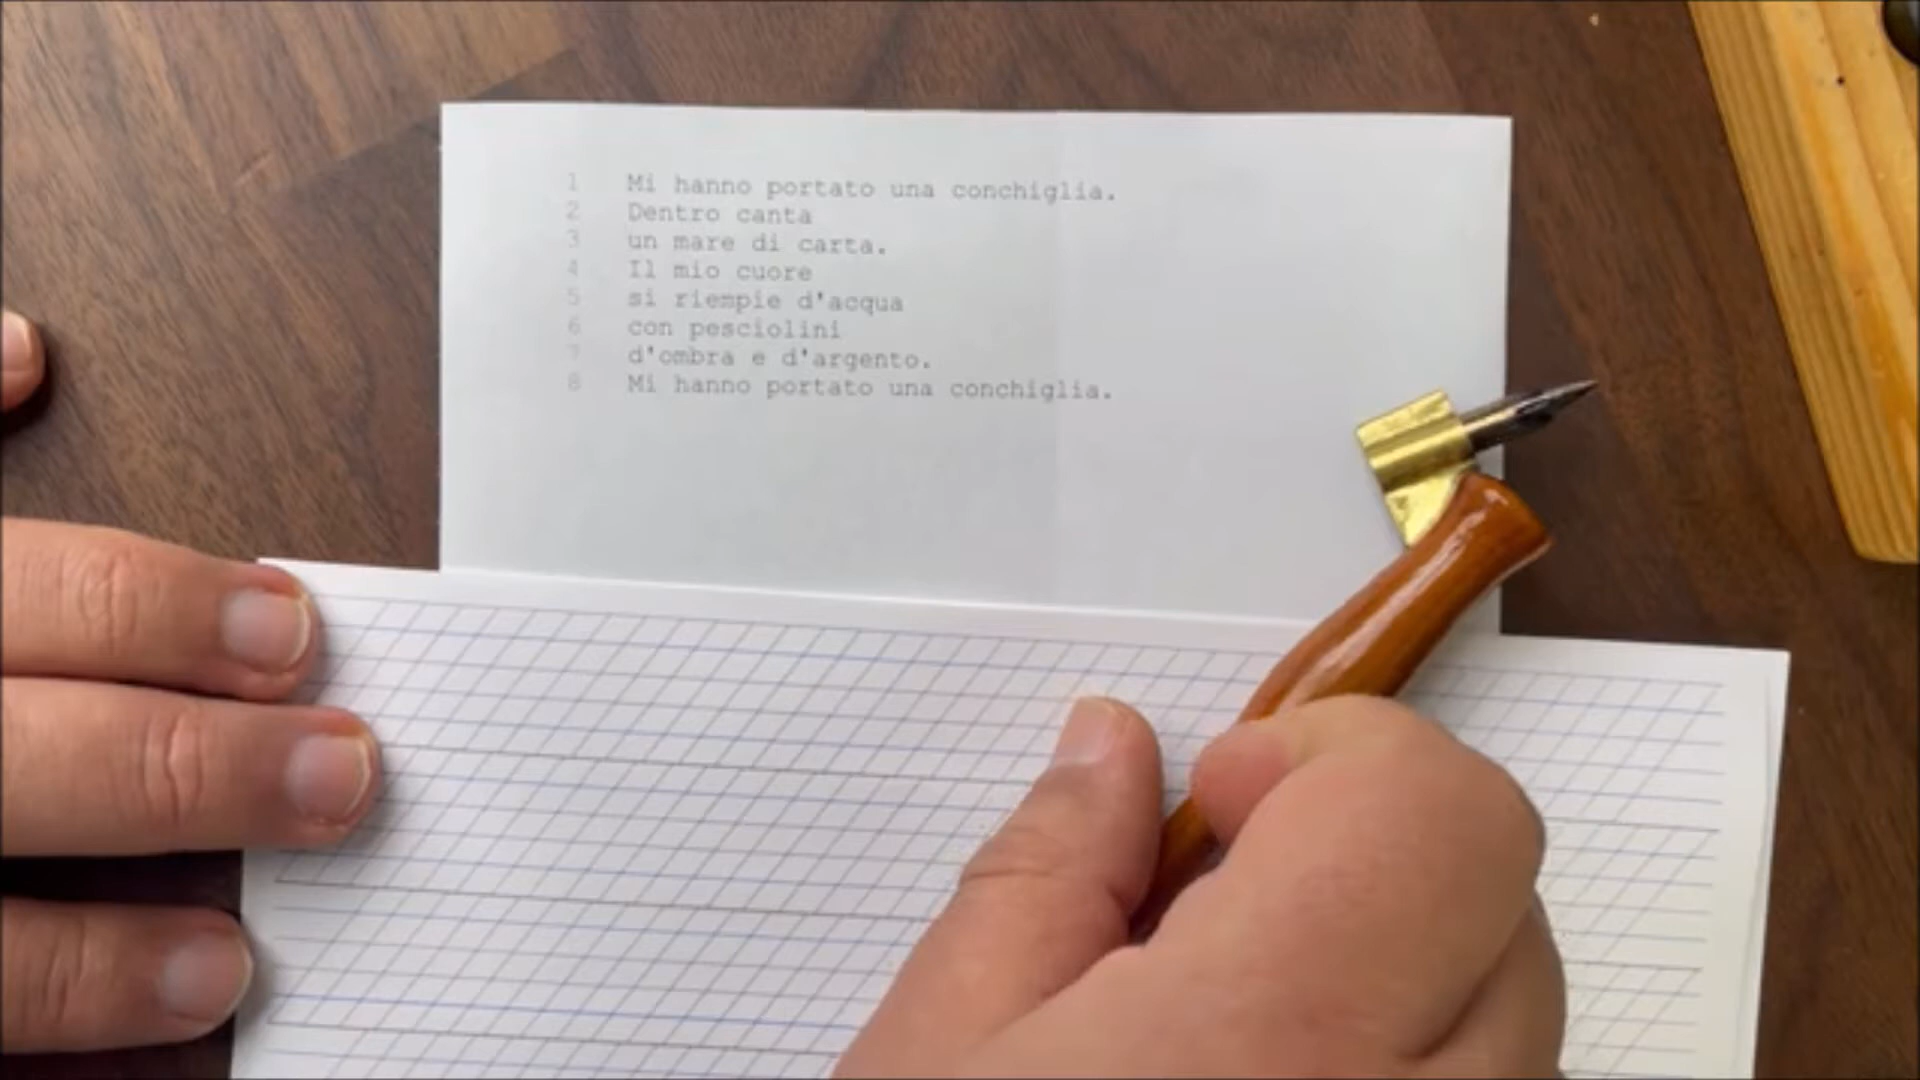 1 Mi hanno portato una conchiglia.
2 Dentro canta
3 un mare di carta.
4 Il mio cuore
5 si riempie d'acqua
6 con pesciolini
7 d'ombra e d'argento.
8 Mi hanno portato una conchiglia.